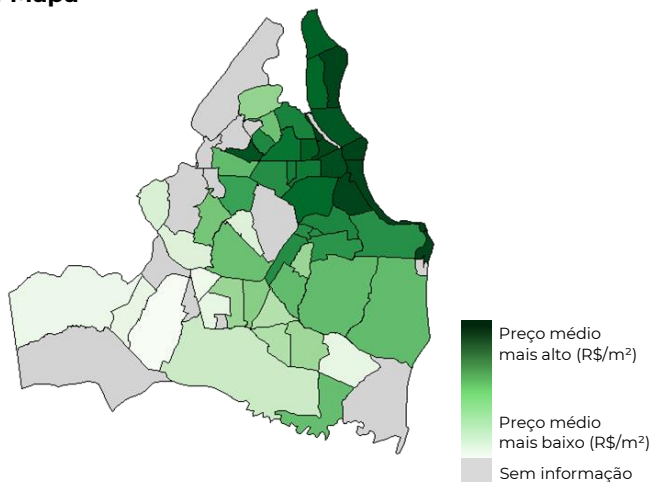 Mapa
Preço médio
mais alto (R$/m²)
Preço médio
mais baixo (R$/m²)
Sem informação